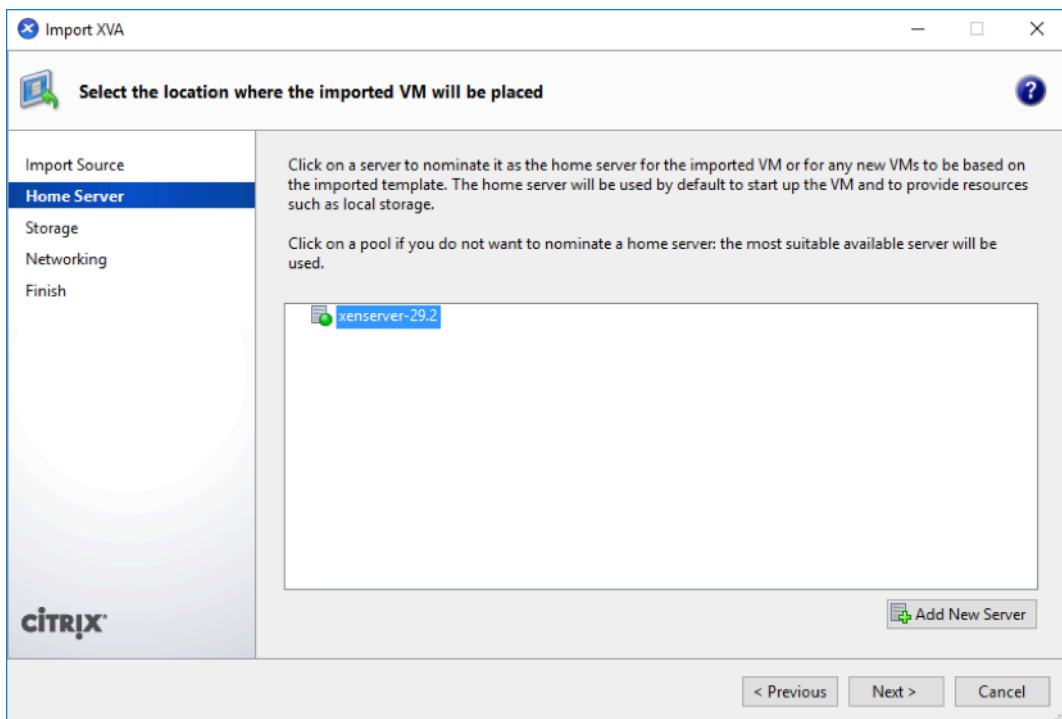 Import XVA
Select the location where the imported VM will be placed
?
Import Source
Home Server
Storage
Networking
Finish
Click on a server to nominate it as the home server for the imported VM or for any new VMs to be based on
the imported template. The home server will be used by default to start up the VM and to provide resources
such as local storage.
Click on a pool if you do not want to nominate a home server: the most suitable available server will be
used.
xenserver-29.2
Add New Server
CİTRIX
< Previous
Next >
Cancel